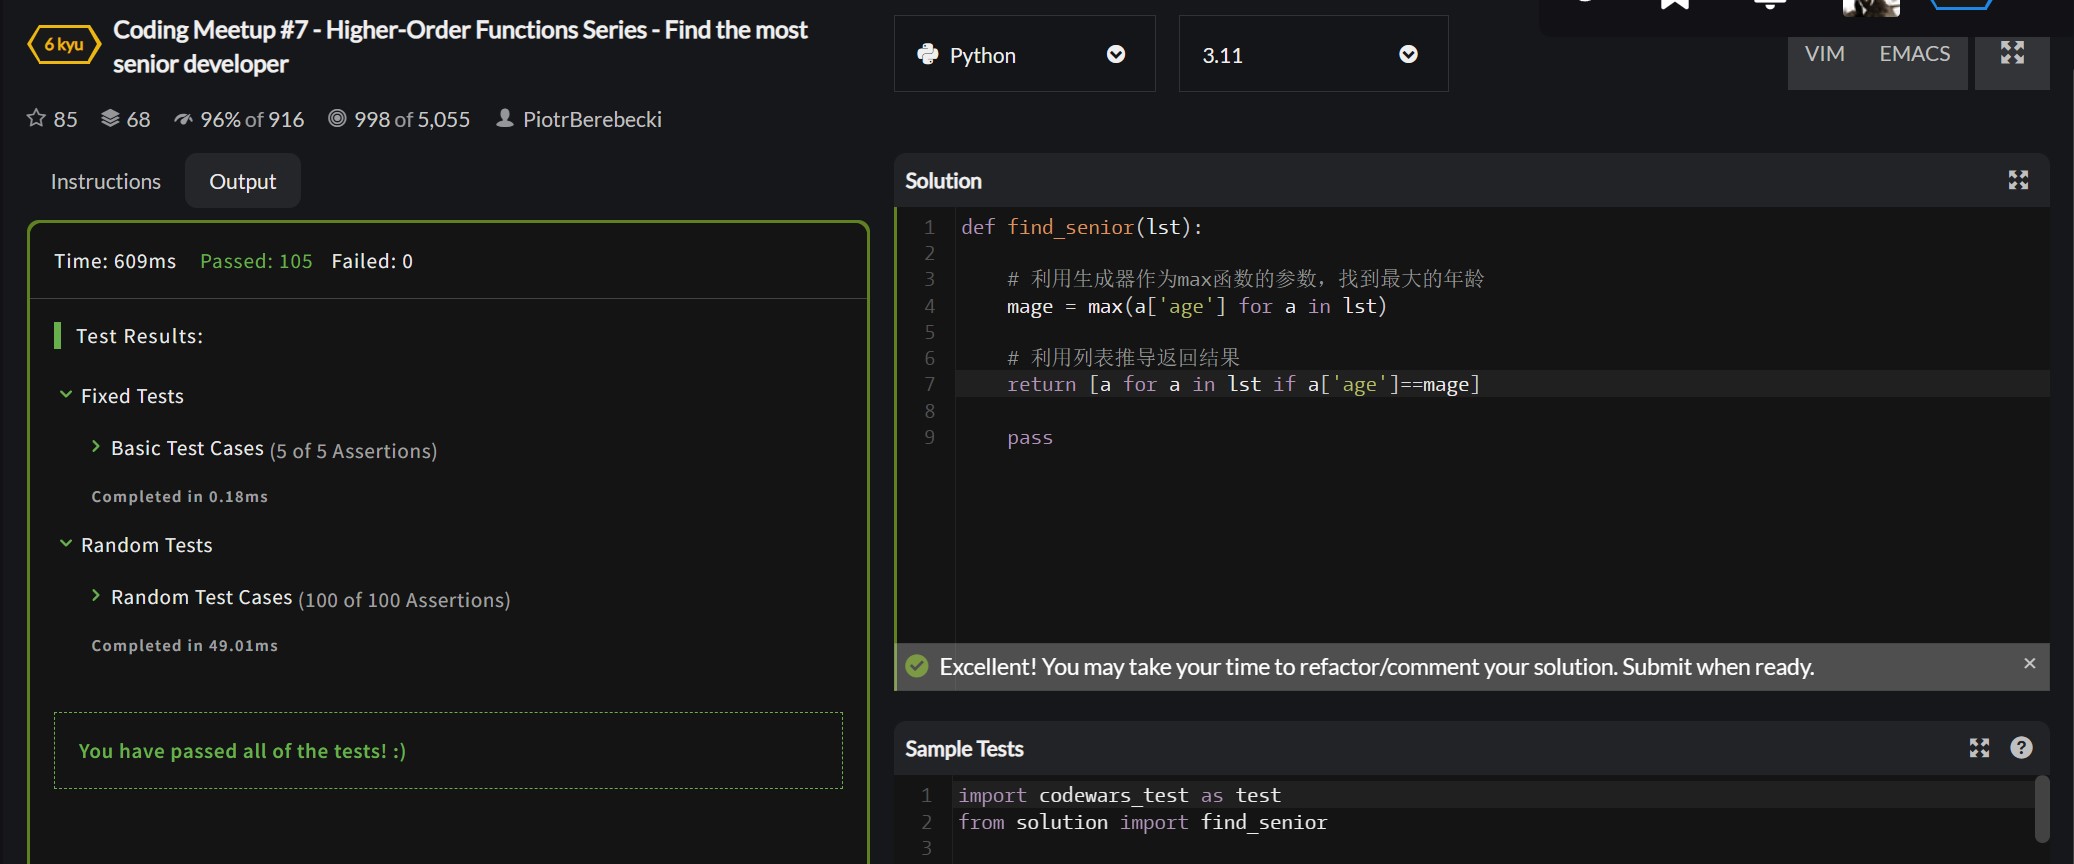 6 kyu
Coding Meetup #7 - Higher-Order Functions Series - Find the most
senior developer
85 68 96% of 916 998 of 5,055 PiotrBerebecki
Python
3.11
VIM EMACS
Instructions Output
Time: 609ms Passed: 105 Failed: 0
Test Results:
Fixed Tests
Basic Test Cases (5 of 5 Assertions)
Completed in 0.18ms
Random Tests
Random Test Cases (100 of 100 Assertions)
Completed in 49.01ms
You have passed all of the tests! :)
Solution
1 def find_senior(lst):
2
3 # 利用生成器作为max函数的参数，找到最大的年龄
4 mage = max(a['age'] for a in lst)
5
6 # 利用列表推导返回结果
7 return [a for a in lst if a['age']==mage]
8
9 pass
Excellent! You may take your time to refactor/comment your solution. Submit when ready. ×
Sample Tests ?
1 import codewars_test as test
2 from solution import find_senior
3